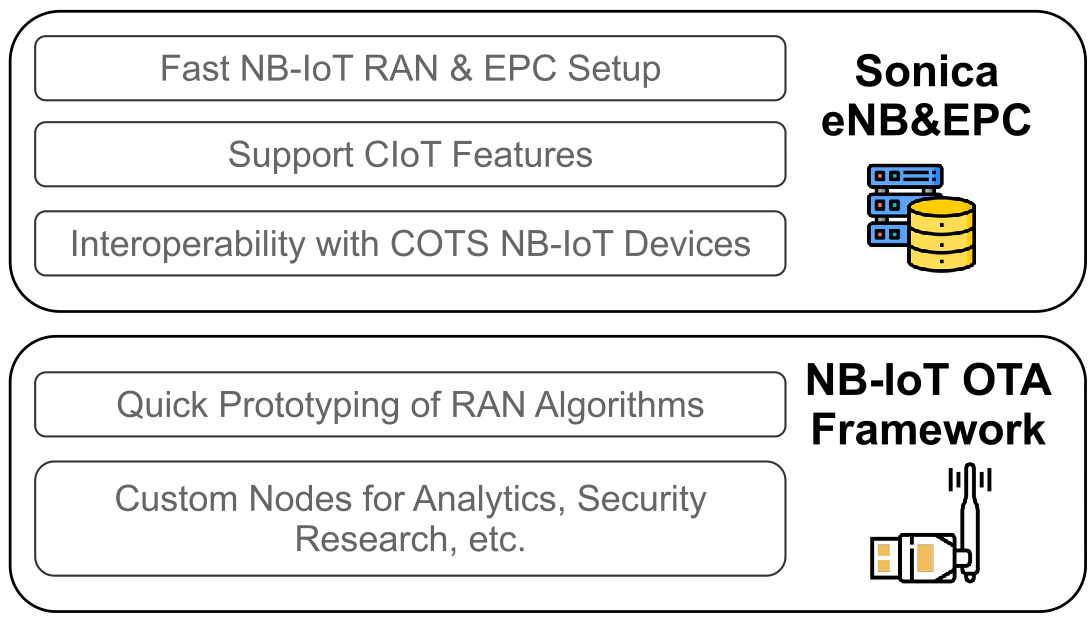 Fast NB-IoT RAN & EPC Setup
Support CIoT Features
Interoperability with COTS NB-IoT Devices
Sonica
eNB&EPC
Quick Prototyping of RAN Algorithms
Custom Nodes for Analytics, Security
Research, etc.
NB-IoT OTA
Framework